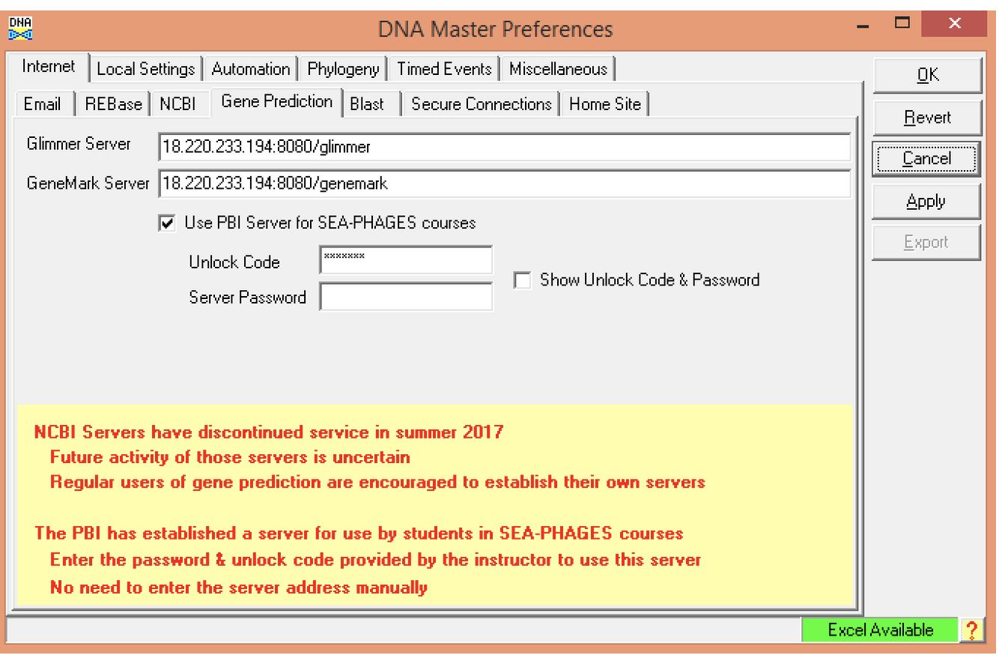 DNA
DNA Master Preferences
Internet Local Settings Automation Phylogeny Timed Events Miscellaneous
Email REBase NCBI Gene Prediction Blast Secure Connections Home Site
Glimmer Server 18.220.233.194:8080/glimmer
GeneMark Server 18.220.233.194:8080/genemark
Use PBI Server for SEA-PHAGES courses
Unlock Code *******
Show Unlock Code & Password
Server Password
OK
Revert
Cancel
Apply
Export
NCBI Servers have discontinued service in summer 2017
Future activity of those servers is uncertain
Regular users of gene prediction are encouraged to establish their own servers
The PBI has established a server for use by students in SEA-PHAGES courses
Enter the password & unlock code provided by the instructor to use this server
No need to enter the server address manually
Excel Available ?